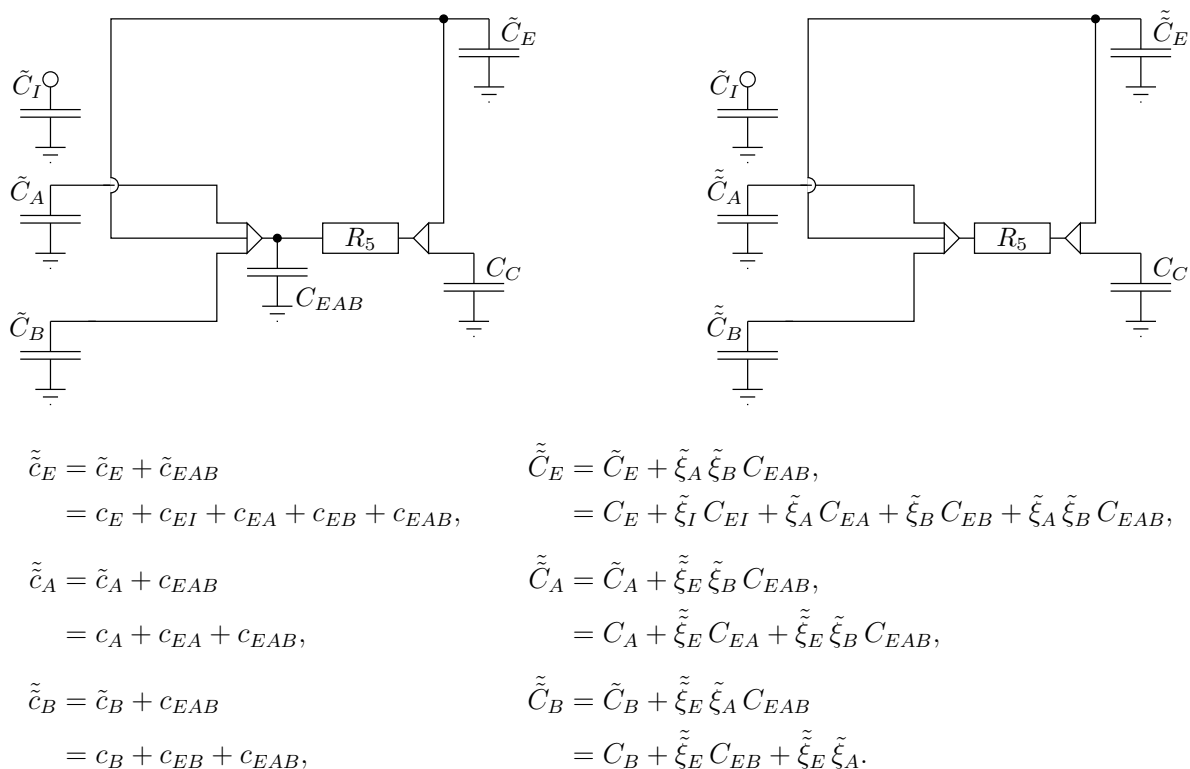 C̃_E
C̃_I
C̃_A
R_5
C_C
C_{EAB}
C̃_B
C̃̃_E
C̃_I
C̃̃_A
R_5
C_C
C̃̃_B
c̃̃_E = c̃_E + c̃_{EAB}
= c_E + c_{EI} + c_{EA} + c_{EB} + c_{EAB},
C̃̃_E = C̃_E + ξ̃_A ξ̃_B C_{EAB},
= C_E + ξ̃_I C_{EI} + ξ̃_A C_{EA} + ξ̃_B C_{EB} + ξ̃_A ξ̃_B C_{EAB},
c̃̃_A = c̃_A + c_{EAB}
= c_A + c_{EA} + c_{EAB},
C̃̃_A = C̃_A + ξ̃̃_E ξ̃_B C_{EAB},
= C_A + ξ̃̃_E C_{EA} + ξ̃̃_E ξ̃_B C_{EAB},
c̃̃_B = c̃_B + c_{EAB}
= c_B + c_{EB} + c_{EAB},
C̃̃_B = C̃_B + ξ̃̃_E ξ̃_A C_{EAB}
= C_B + ξ̃̃_E C_{EB} + ξ̃̃_E ξ̃_A.